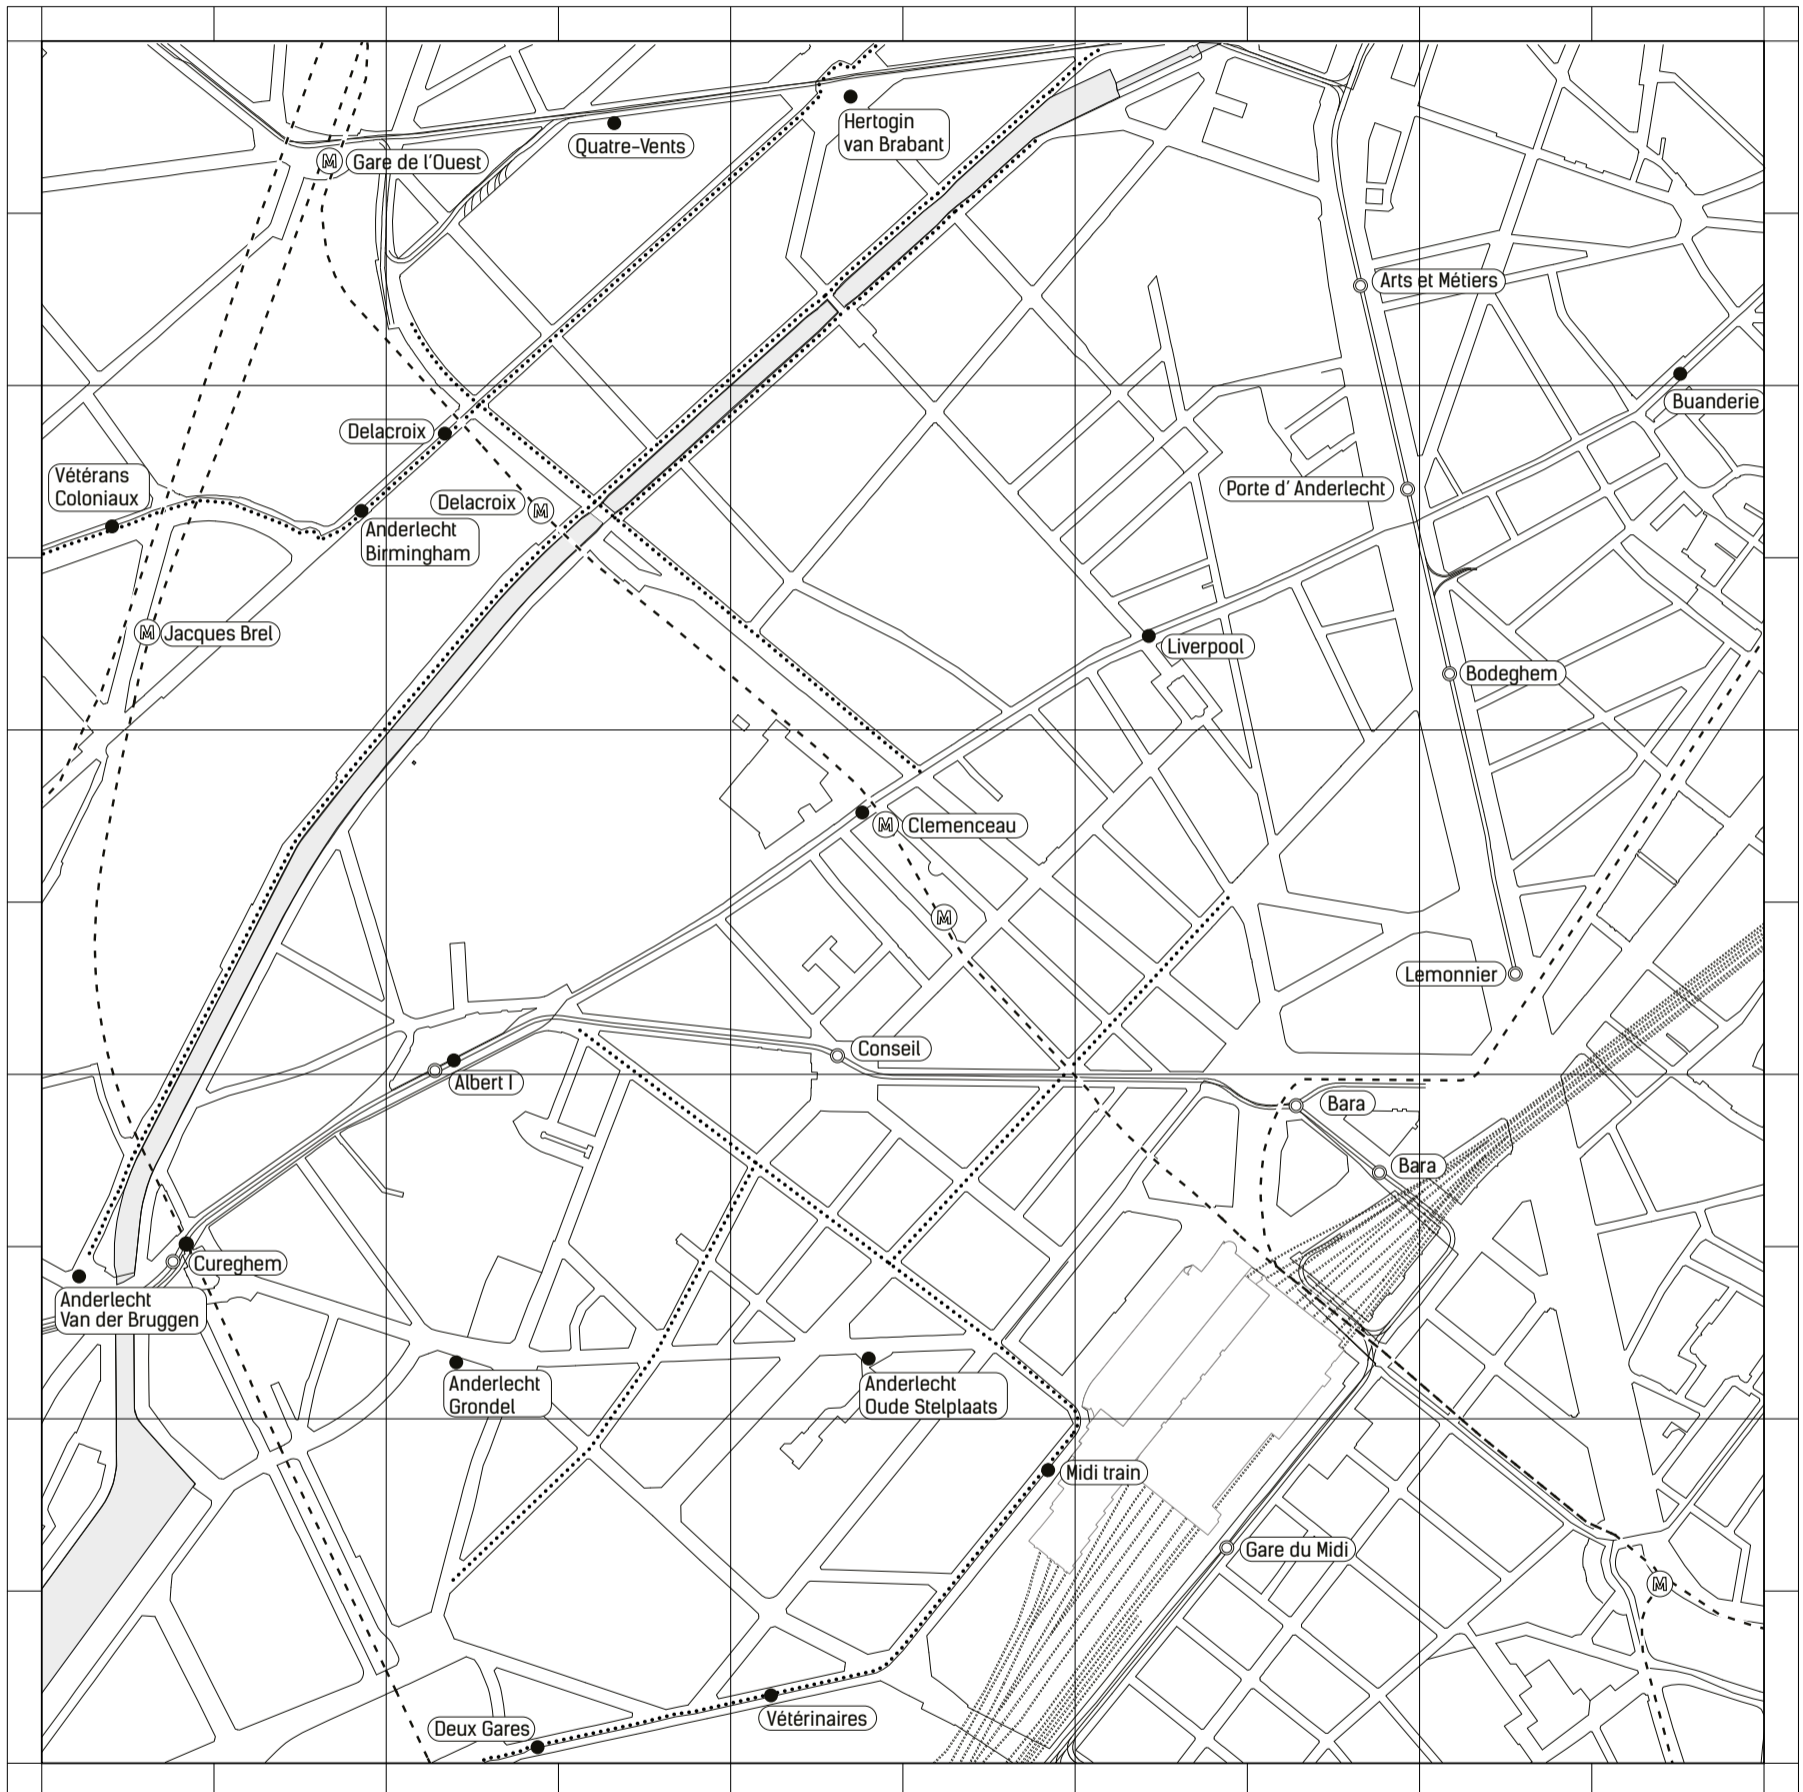 Hertogin
van Brabant
Quatre-Vents
M Gare de l'Ouest
Arts et Métiers
Buanderie
Delacroix
Vétérans
Coloniaux
Porte d' Anderlecht
Delacroix M
Anderlecht
Birmingham
M Jacques Brel
Liverpool
Bodeghem
M Clemenceau
M
Lemonnier
Conseil
Albert I
Bara
Bara
Cureghem
Anderlecht
Van der Bruggen
Anderlecht
Grondel
Anderlecht
Oude Stelplaats
Midi train
Gare du Midi
M
Vétérinaires
Deux Gares